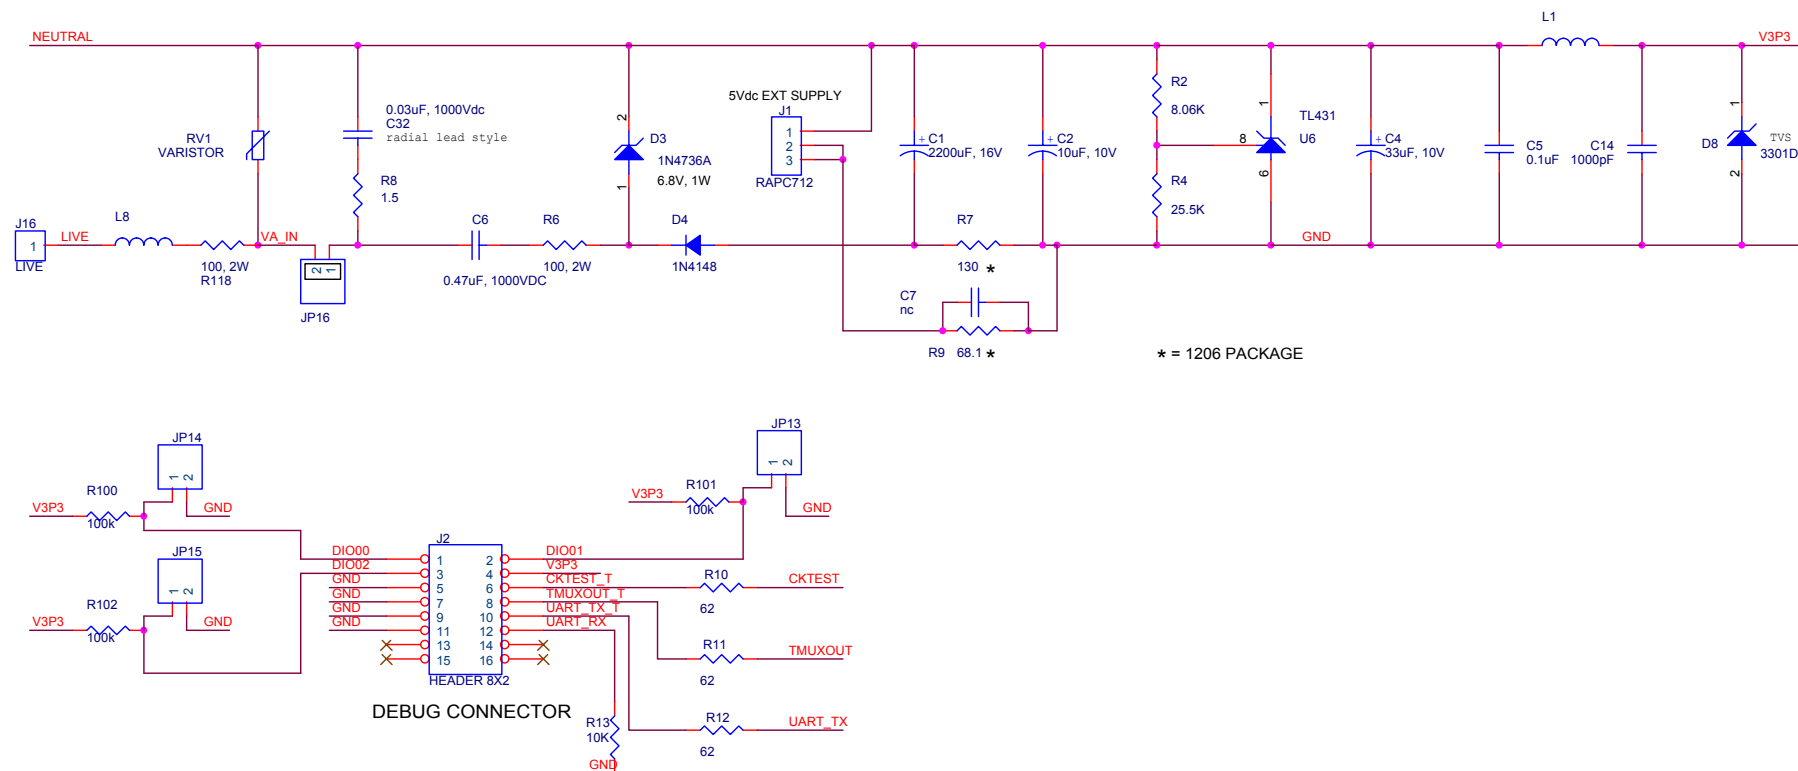 L1
NEUTRAL
V3P3
5Vdc EXT SUPPLY
J1
1
2
3
RAPC712
RV1
VARISTOR
0.03uF, 1000Vdc
C32
radial lead style
R8
1.5
2
D3
1N4736A
6.8V, 1W
1
+ C1
2200uF, 16V
+ C2
10uF, 10V
R2
8.06K
R4
25.5K
1
TL431
8
U6
6
+ C4
33uF, 10V
C5
0.1uF
C14
1000pF
1
D8
TVS
3301D
2
J16
1
LIVE
LIVE
L8
100, 2W
R118
VA_IN
2
1
JP16
C6
0.47uF, 1000VDC
R6
100, 2W
D4
1N4148
R7
130 *
GND
C7
nc
R9 68.1 *
* = 1206 PACKAGE
JP14
1
2
R100
V3P3
100k
GND
JP15
1
2
R102
V3P3
100k
GND
JP13
1
2
R101
V3P3
100k
GND
J2
DIO00 1 2 DIO01
DIO02 3 4 V3P3
GND 5 6 CKTEST_T
GND 7 8 TMUXOUT_T
GND 9 10 UART_TX_T
GND 11 12 UART_RX
13 14
15 16
HEADER 8X2
DEBUG CONNECTOR
R10
62
CKTEST
R11
62
TMUXOUT
R12
62
UART_TX
R13
10K
GND